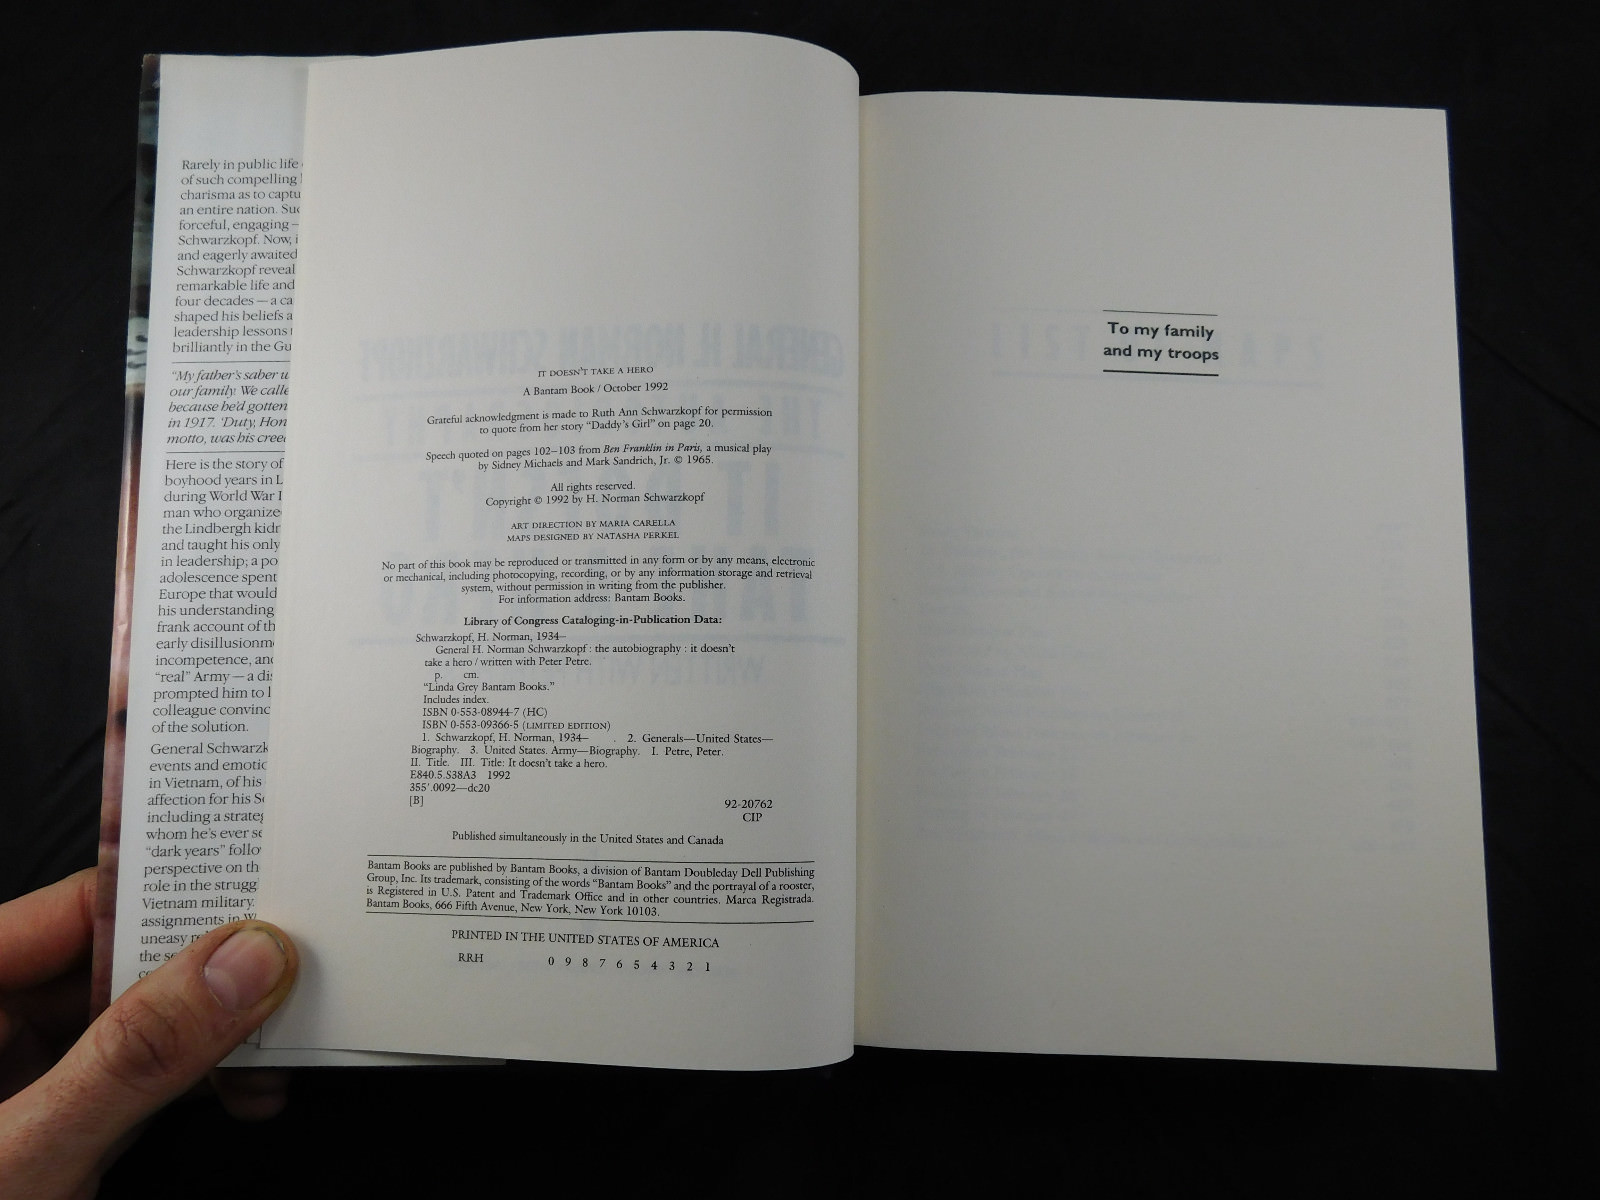 Rarely in public life
of such compelling
charisma as to captu
an entire nation. Suc
forceful, engaging —
Schwarzkopf. Now, i
and eagerly awaited
Schwarzkopf reveal
remarkable life and
four decades — a ca
shaped his beliefs a
leadership lessons
brilliantly in the Gu
"My father's saber
our family. We calle
because he'd gotten
in 1917. 'Duty, Hon
motto, was his cree
Here is the story of
boyhood years in L
during World War I
man who organize
the Lindbergh kidr
and taught his only
in leadership; a po
adolescence spent
Europe that would
his understanding
frank account of th
early disillusionm
incompetence, and
"real" Army — a dis
prompted him to l
colleague convinc
of the solution.
General Schwarzk
events and emotic
in Vietnam, of his
affection for his S
including a strateg
whom he's ever se
"dark years" follo
perspective on th
role in the strugg
Vietnam military.
assignments in W
uneasy
the se
IT DOESN'T TAKE A HERO
A Bantam Book / October 1992
Grateful acknowledgment is made to Ruth Ann Schwarzkopf for permission
to quote from her story "Daddy's Girl" on page 20.
Speech quoted on pages 102–103 from Ben Franklin in Paris, a musical play
by Sidney Michaels and Mark Sandrich, Jr. © 1965.
All rights reserved.
Copyright © 1992 by H. Norman Schwarzkopf
ART DIRECTION BY MARIA CARELLA
MAPS DESIGNED BY NATASHA PERKEL
No part of this book may be reproduced or transmitted in any form or by any means, electronic
or mechanical, including photocopying, recording, or by any information storage and retrieval
system, without permission in writing from the publisher.
For information address: Bantam Books.
Library of Congress Cataloging-in-Publication Data:
Schwarzkopf, H. Norman, 1934–
General H. Norman Schwarzkopf : the autobiography : it doesn't
take a hero / written with Peter Petre.
p. cm.
"Linda Grey Bantam Books."
Includes index.
ISBN 0-553-08944-7 (HC)
ISBN 0-553-09366-5 (LIMITED EDITION)
1. Schwarzkopf, H. Norman, 1934– . 2. Generals—United States—
Biography. 3. United States. Army—Biography. I. Petre, Peter.
II. Title. III. Title: It doesn't take a hero.
E840.5.S38A3 1992
355'.0092—dc20
[B] 92-20762
CIP
Published simultaneously in the United States and Canada
Bantam Books are published by Bantam Books, a division of Bantam Doubleday Dell Publishing
Group, Inc. Its trademark, consisting of the words "Bantam Books" and the portrayal of a rooster,
is Registered in U.S. Patent and Trademark Office and in other countries. Marca Registrada.
Bantam Books, 666 Fifth Avenue, New York, New York 10103.
PRINTED IN THE UNITED STATES OF AMERICA
RRH 0 9 8 7 6 5 4 3 2 1
To my family
and my troops